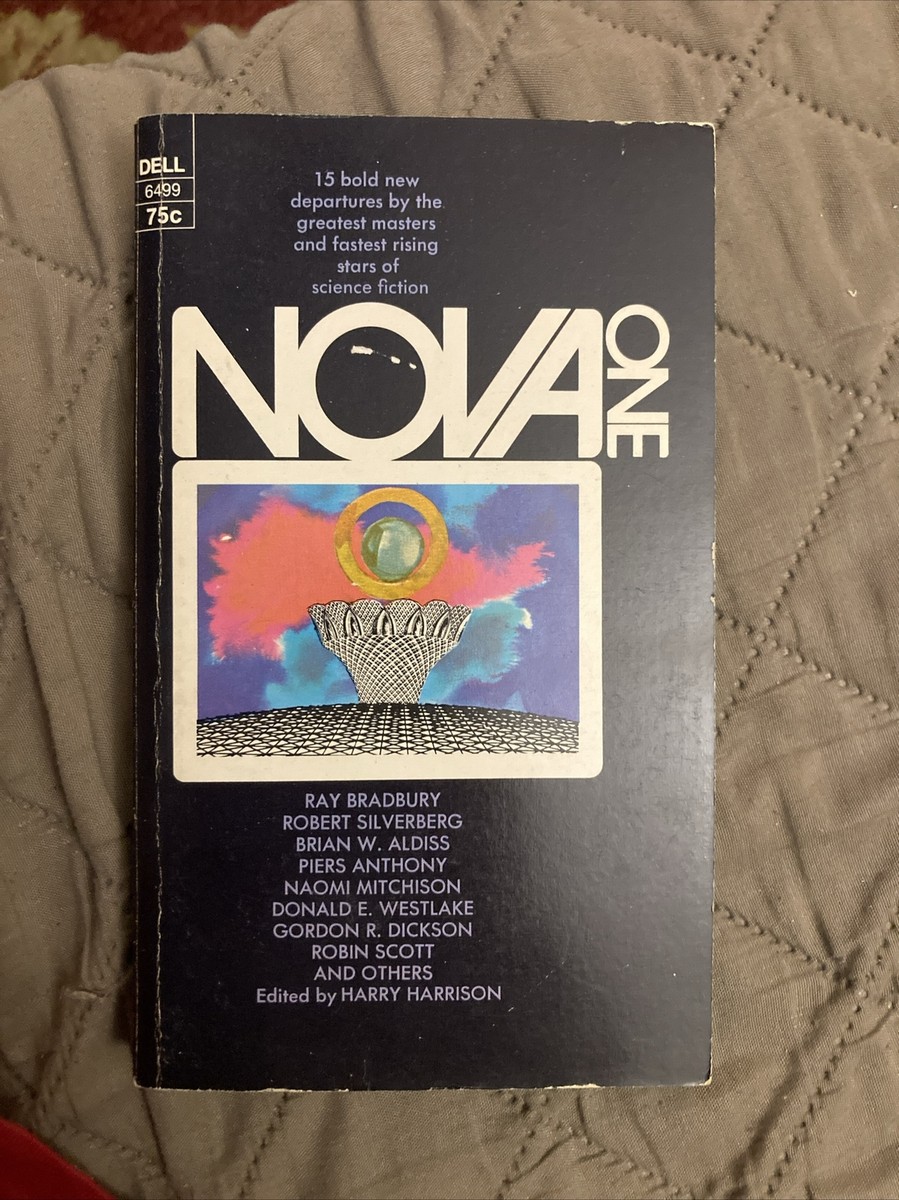 DELL
6499
75c
15 bold new
departures by the
greatest masters
and fastest rising
stars of
science fiction
NOVA ONE
RAY BRADBURY
ROBERT SILVERBERG
BRIAN W. ALDISS
PIERS ANTHONY
NAOMI MITCHISON
DONALD E. WESTLAKE
GORDON R. DICKSON
ROBIN SCOTT
AND OTHERS
Edited by HARRY HARRISON